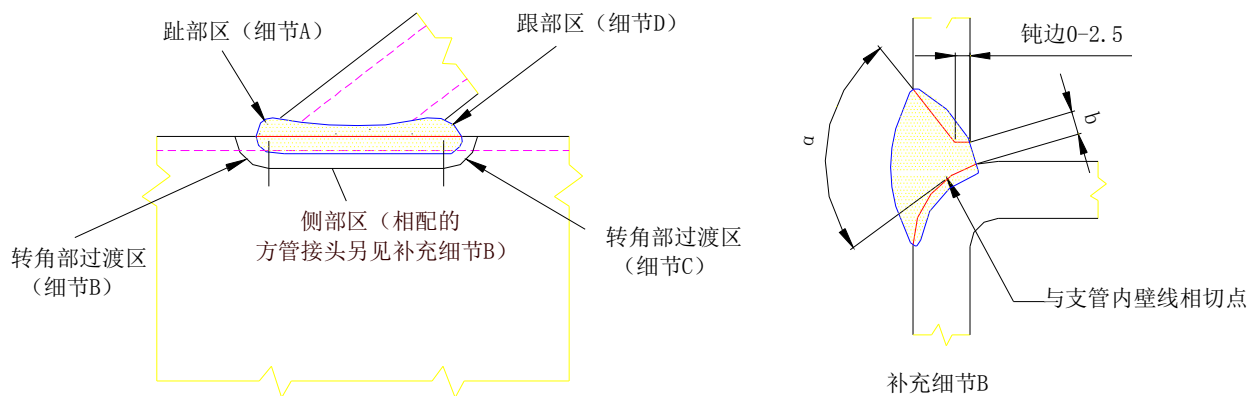 趾部区（细节A）
跟部区（细节D）
侧部区（相配的
方管接头另见补充细节B）
转角部过渡区
（细节B）
转角部过渡区
（细节C）
钝边0-2.5
b
α
与支管内壁线相切点
补充细节B